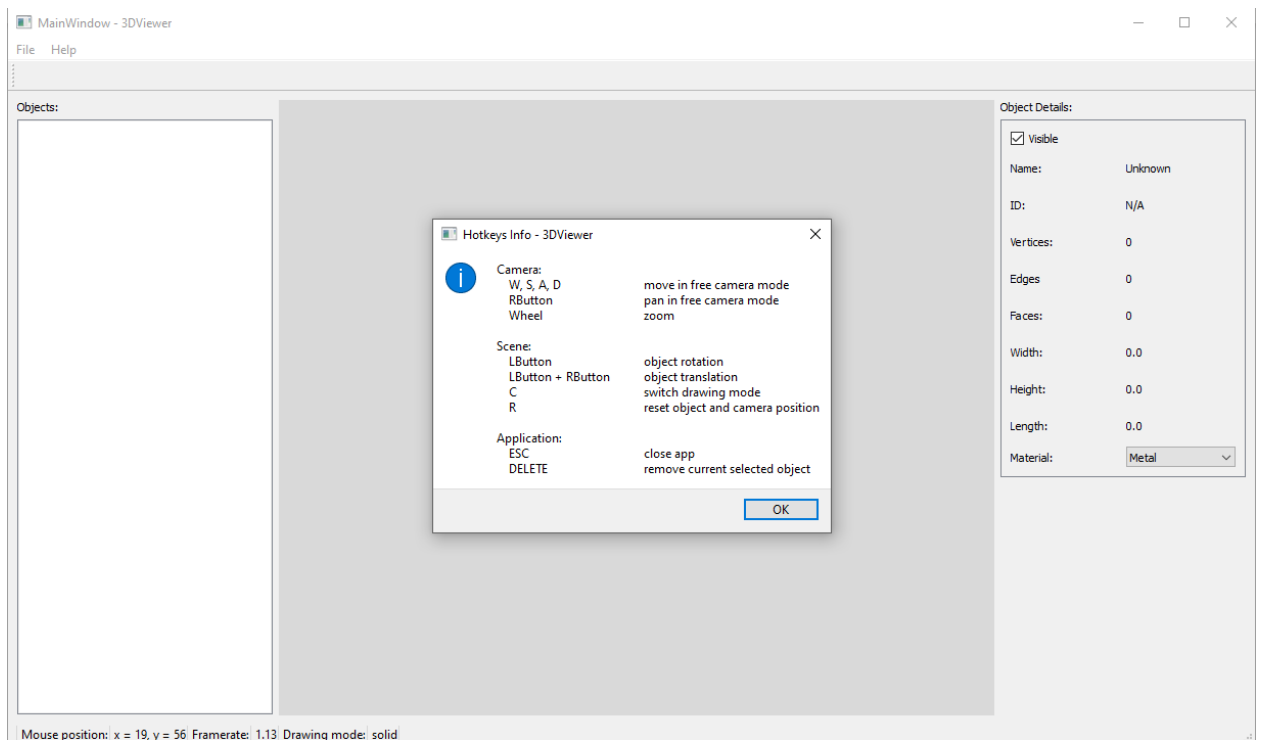 MainWindow - 3DViewer
File Help
Objects:
Object Details:
Visible
Name: Unknown
ID: N/A
Vertices: 0
Edges 0
Faces: 0
Width: 0.0
Height: 0.0
Length: 0.0
Material: Metal
Hotkeys Info - 3DViewer
Camera:
W, S, A, D move in free camera mode
RButton pan in free camera mode
Wheel zoom
Scene:
LButton object rotation
LButton + RButton object translation
C switch drawing mode
R reset object and camera position
Application:
ESC close app
DELETE remove current selected object
OK
Mouse position: x = 19, y = 56 Framerate: 1.13 Drawing mode: solid